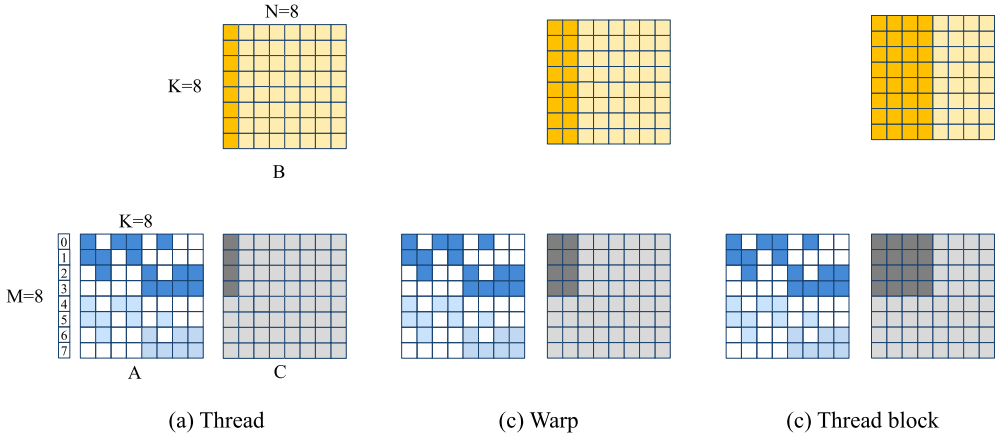 N=8
K=8
B
K=8
M=8
0
1
2
3
4
5
6
7
A
C
(a) Thread
(c) Warp
(c) Thread block